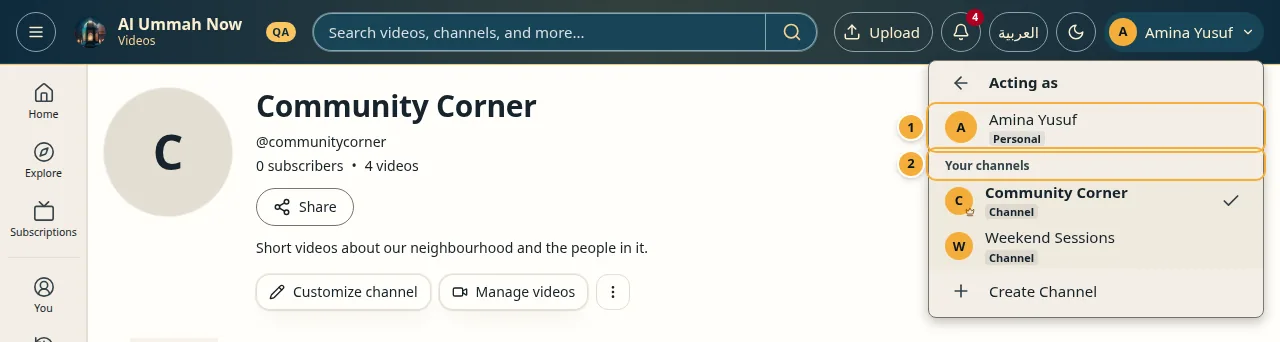 Al Ummah Now
Videos
QA
Search videos, channels, and more...
Upload
4
العربية
A
Amina Yusuf
Home
Explore
Subscriptions
You
C
Community Corner
@communitycorner
0 subscribers • 4 videos
Share
Short videos about our neighbourhood and the people in it.
Customize channel
Manage videos
Acting as
1
A
Amina Yusuf
Personal
2
Your channels
C
Community Corner
Channel
W
Weekend Sessions
Channel
Create Channel